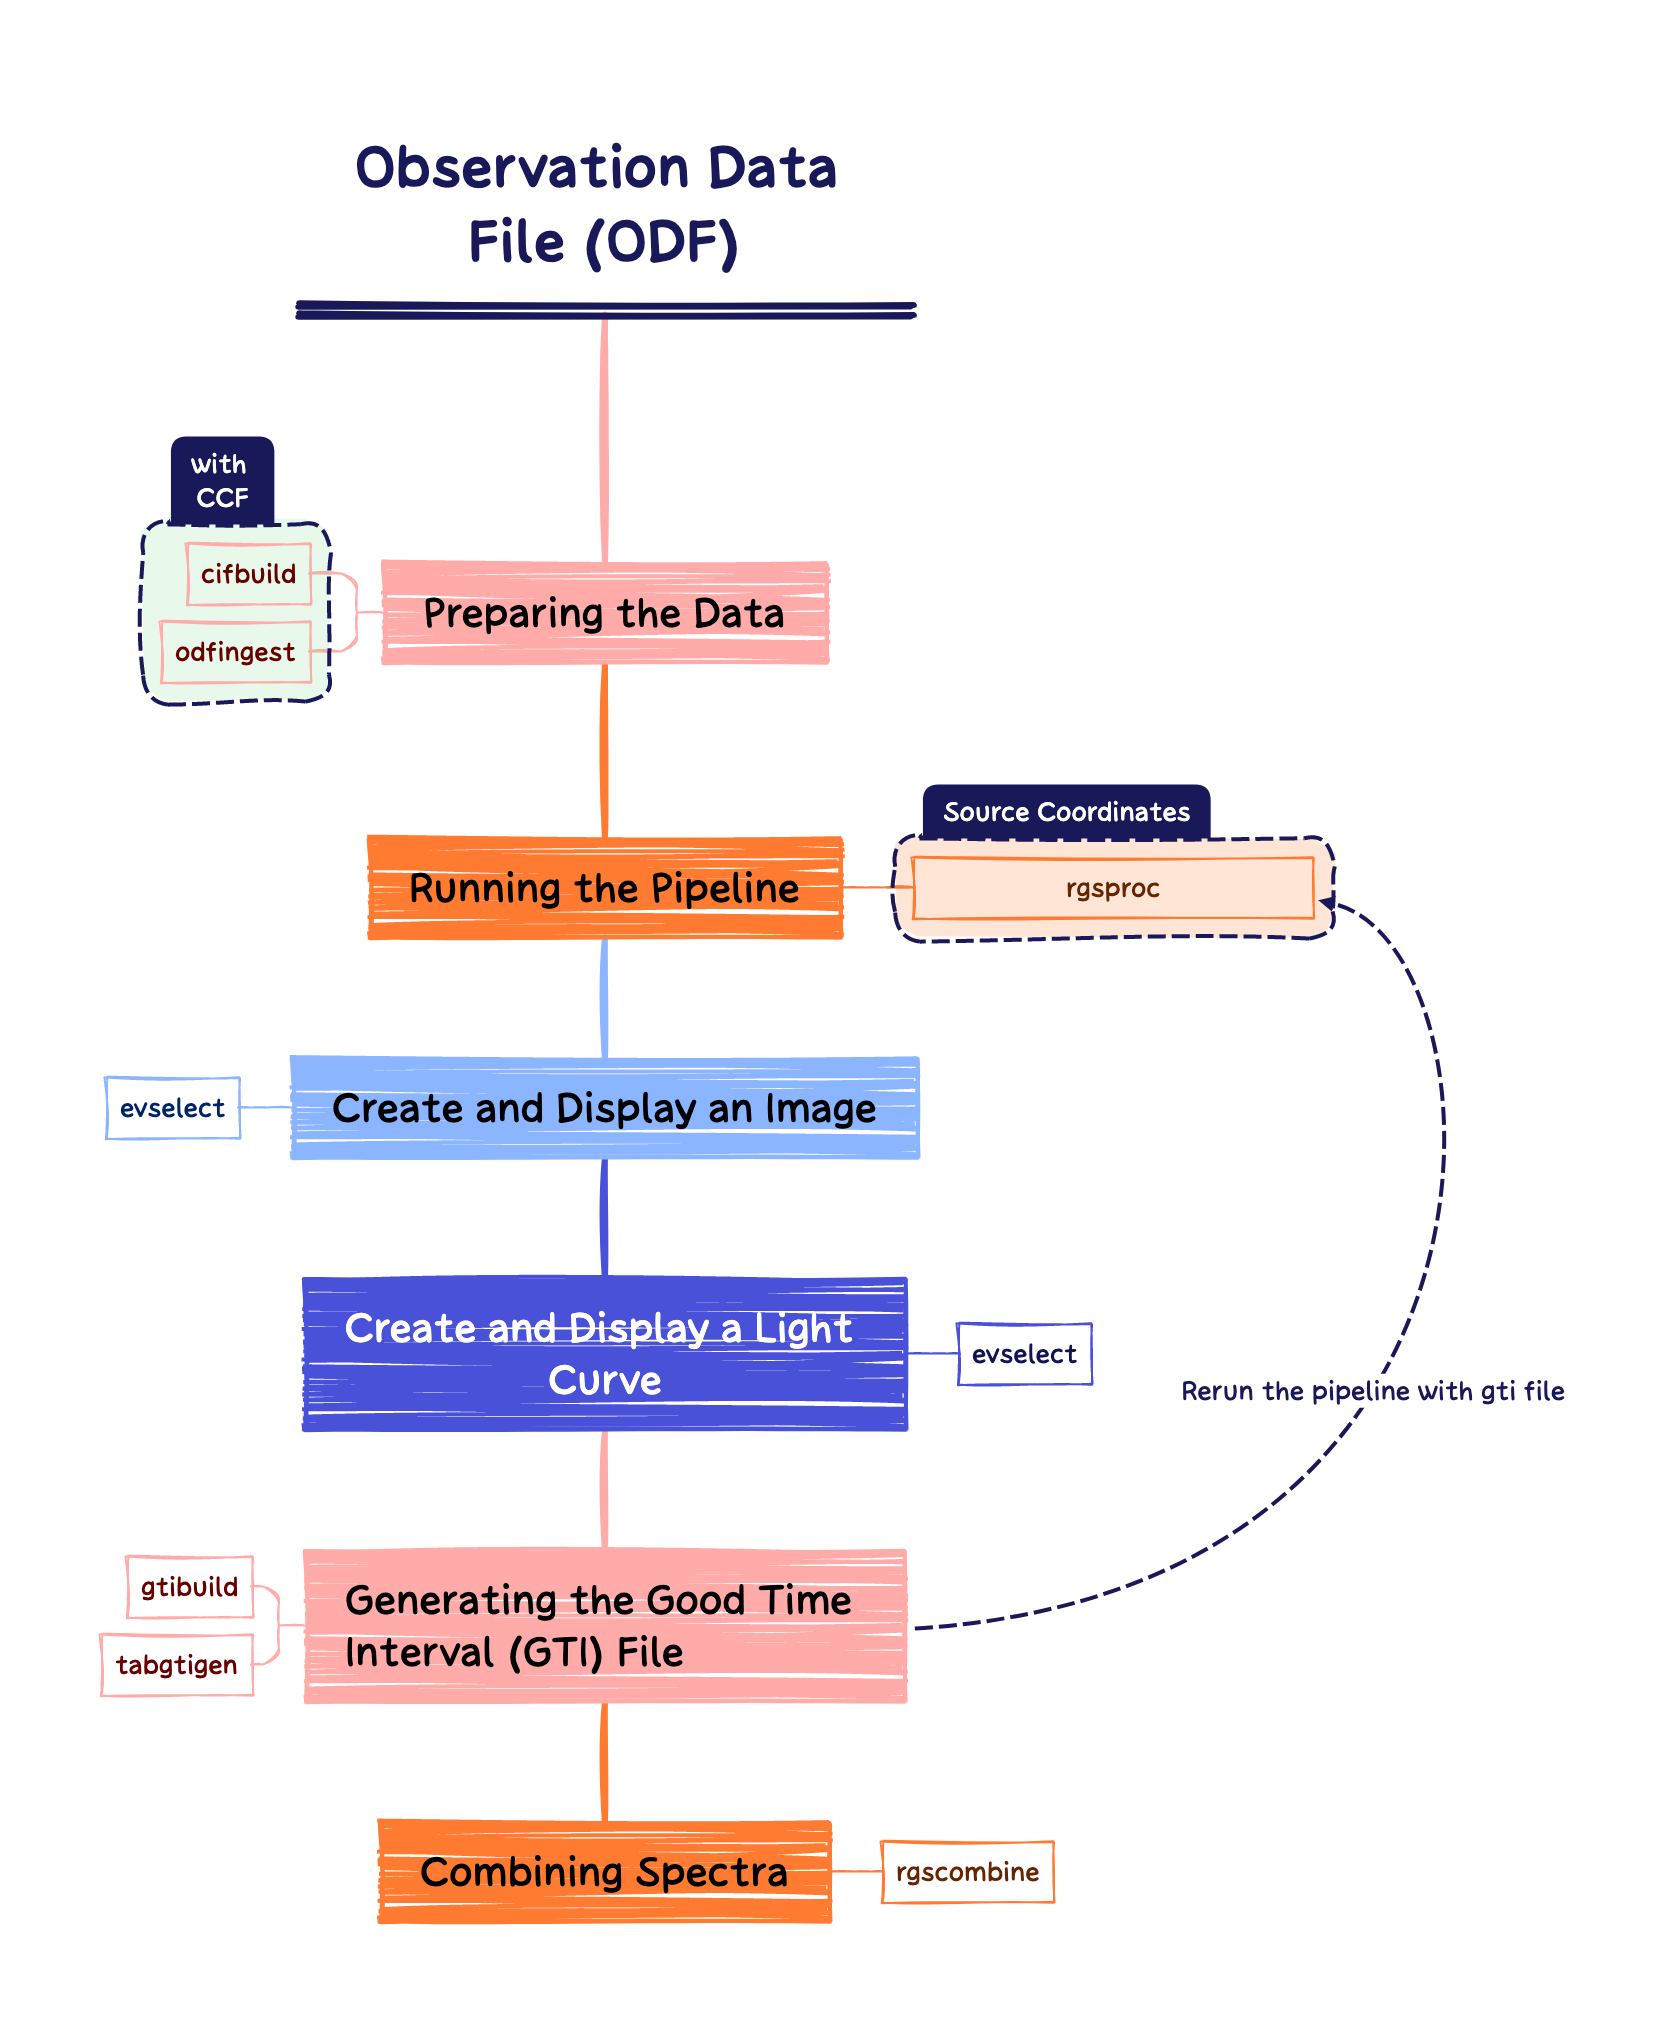 Observation Data
File (ODF)
with
CCF
cifbuild
odfingest
Preparing the Data
Source Coordinates
Running the Pipeline
rgsproc
evselect
Create and Display an Image
Create and Display a Light
Curve
evselect
Rerun the pipeline with gti file
gtibuild
tabgtigen
Generating the Good Time
Interval (GTI) File
Combining Spectra
rgscombine